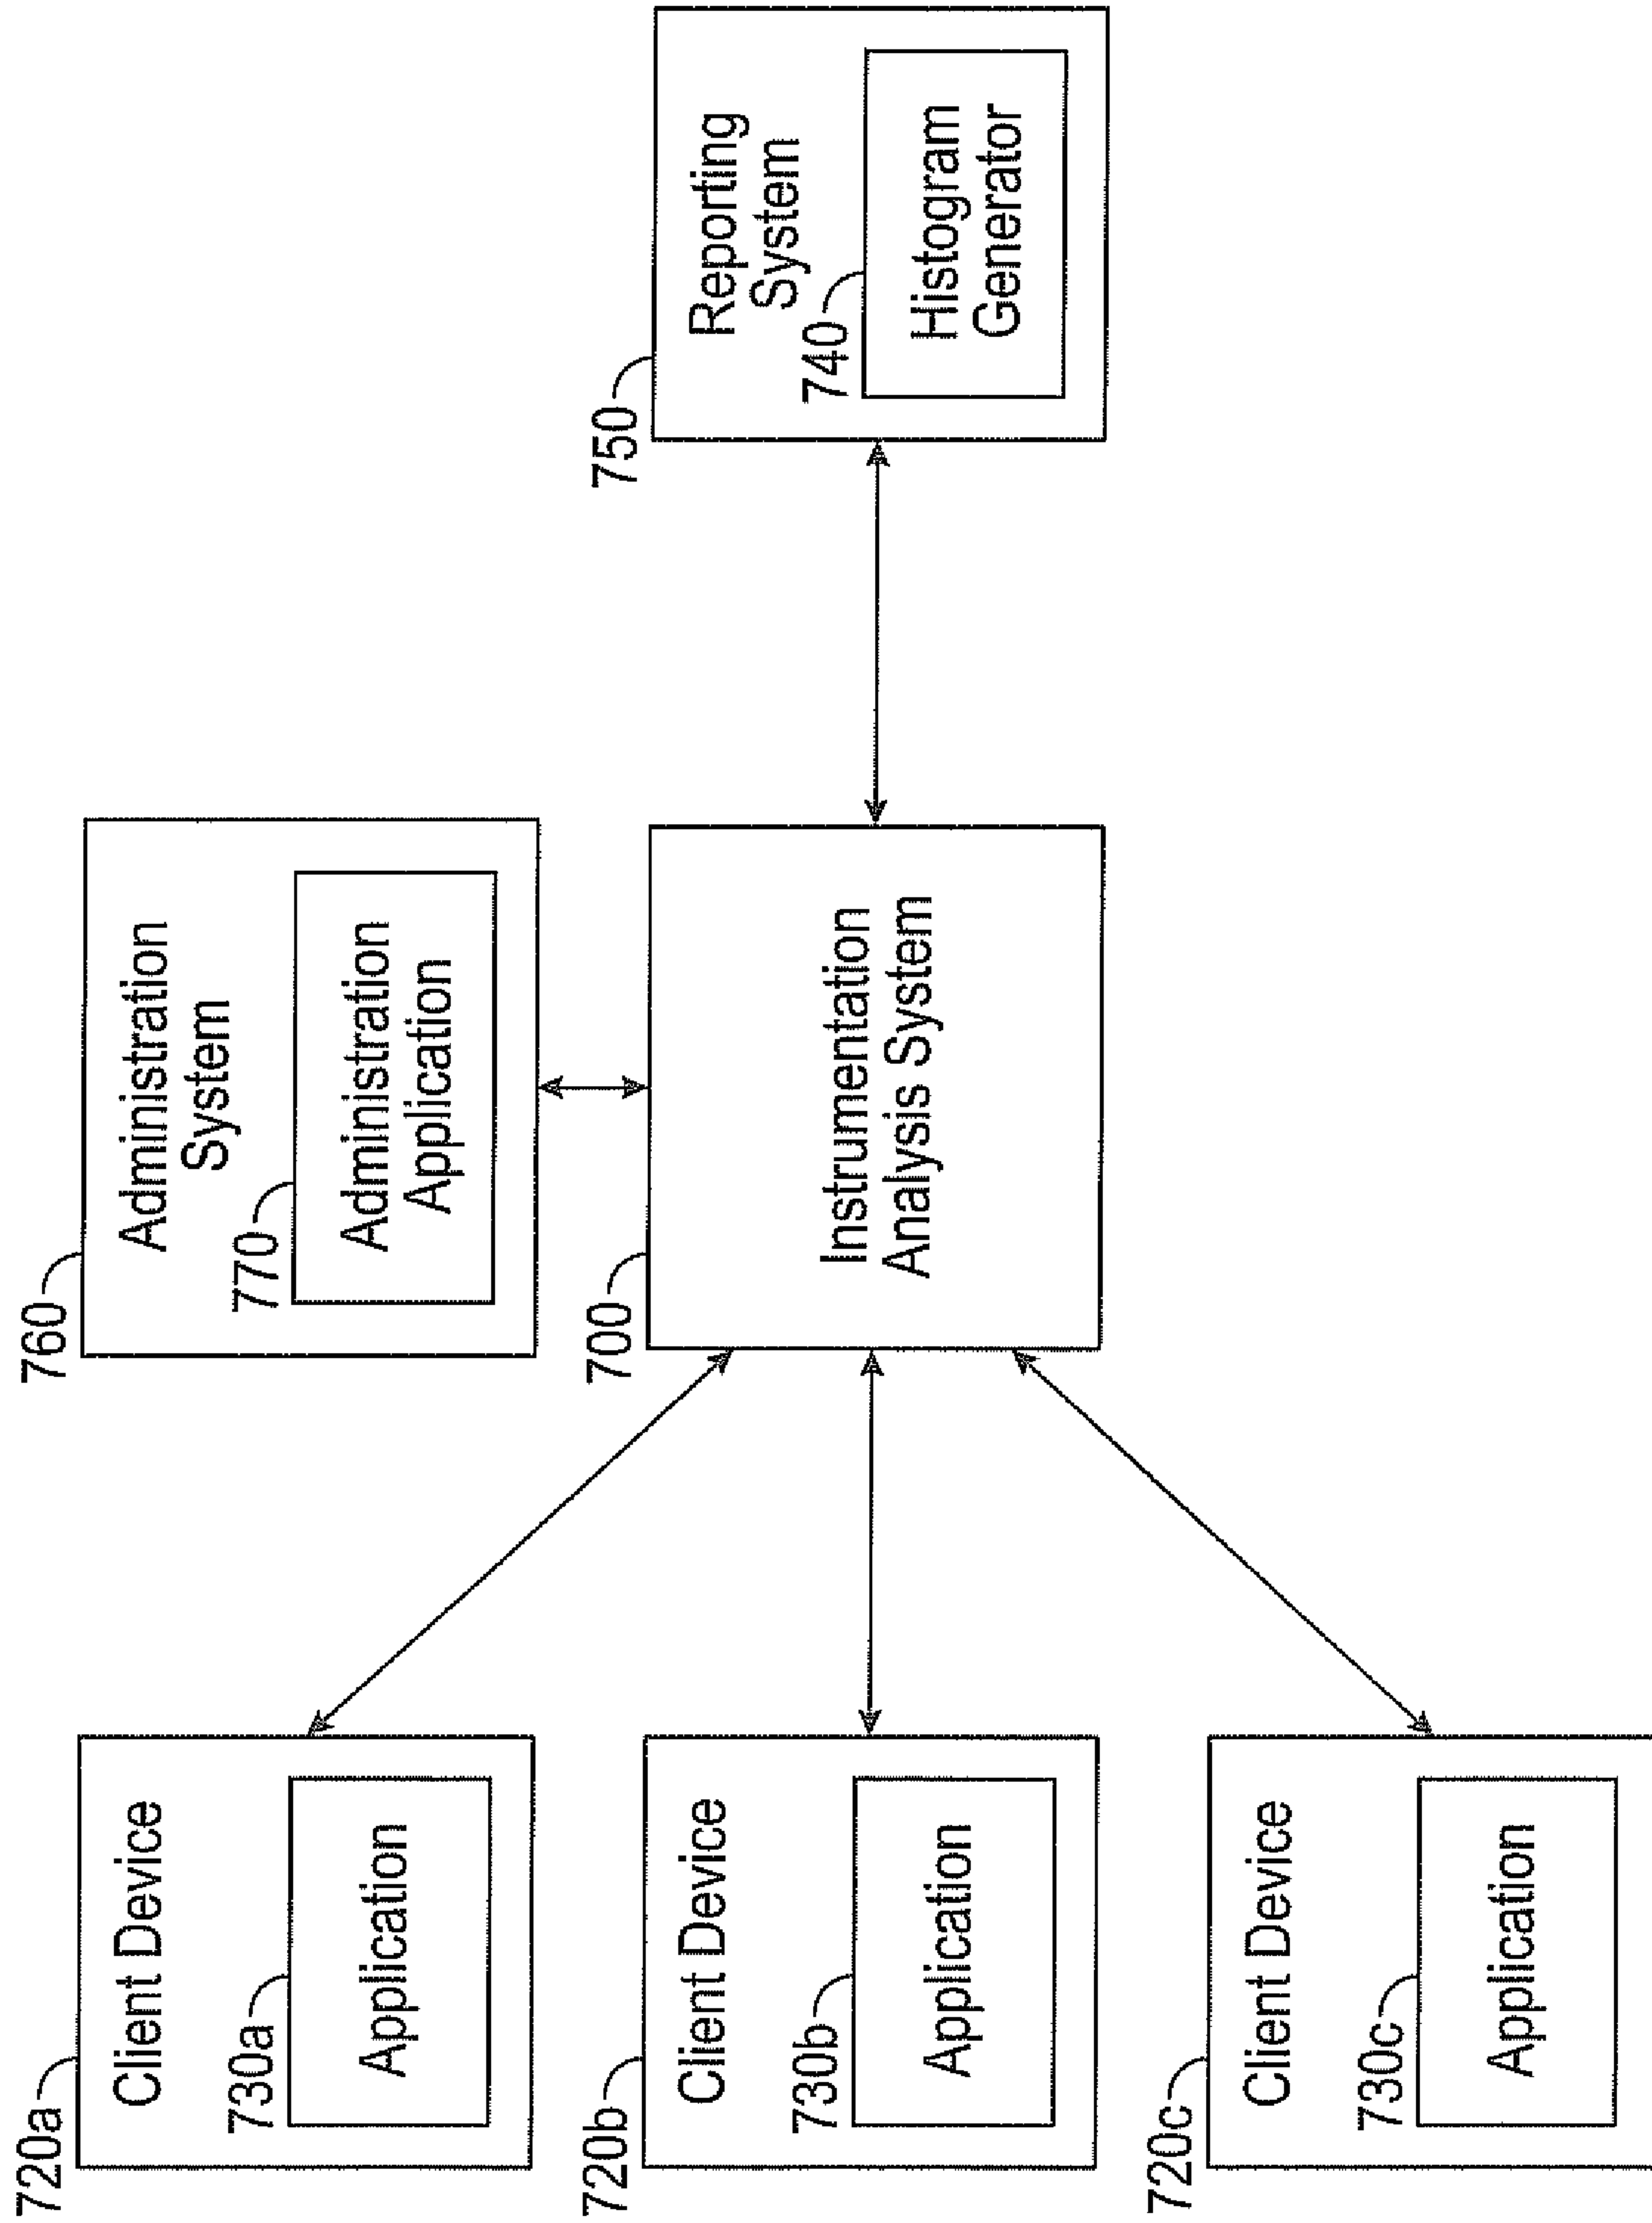 720a
Client Device
730a
Application
720b
Client Device
730b
Application
720c
Client Device
730c
Application
760
Administration
System
770
Administration
Application
700
Instrumentation
Analysis System
750
Reporting
System
740
Histogram
Generator